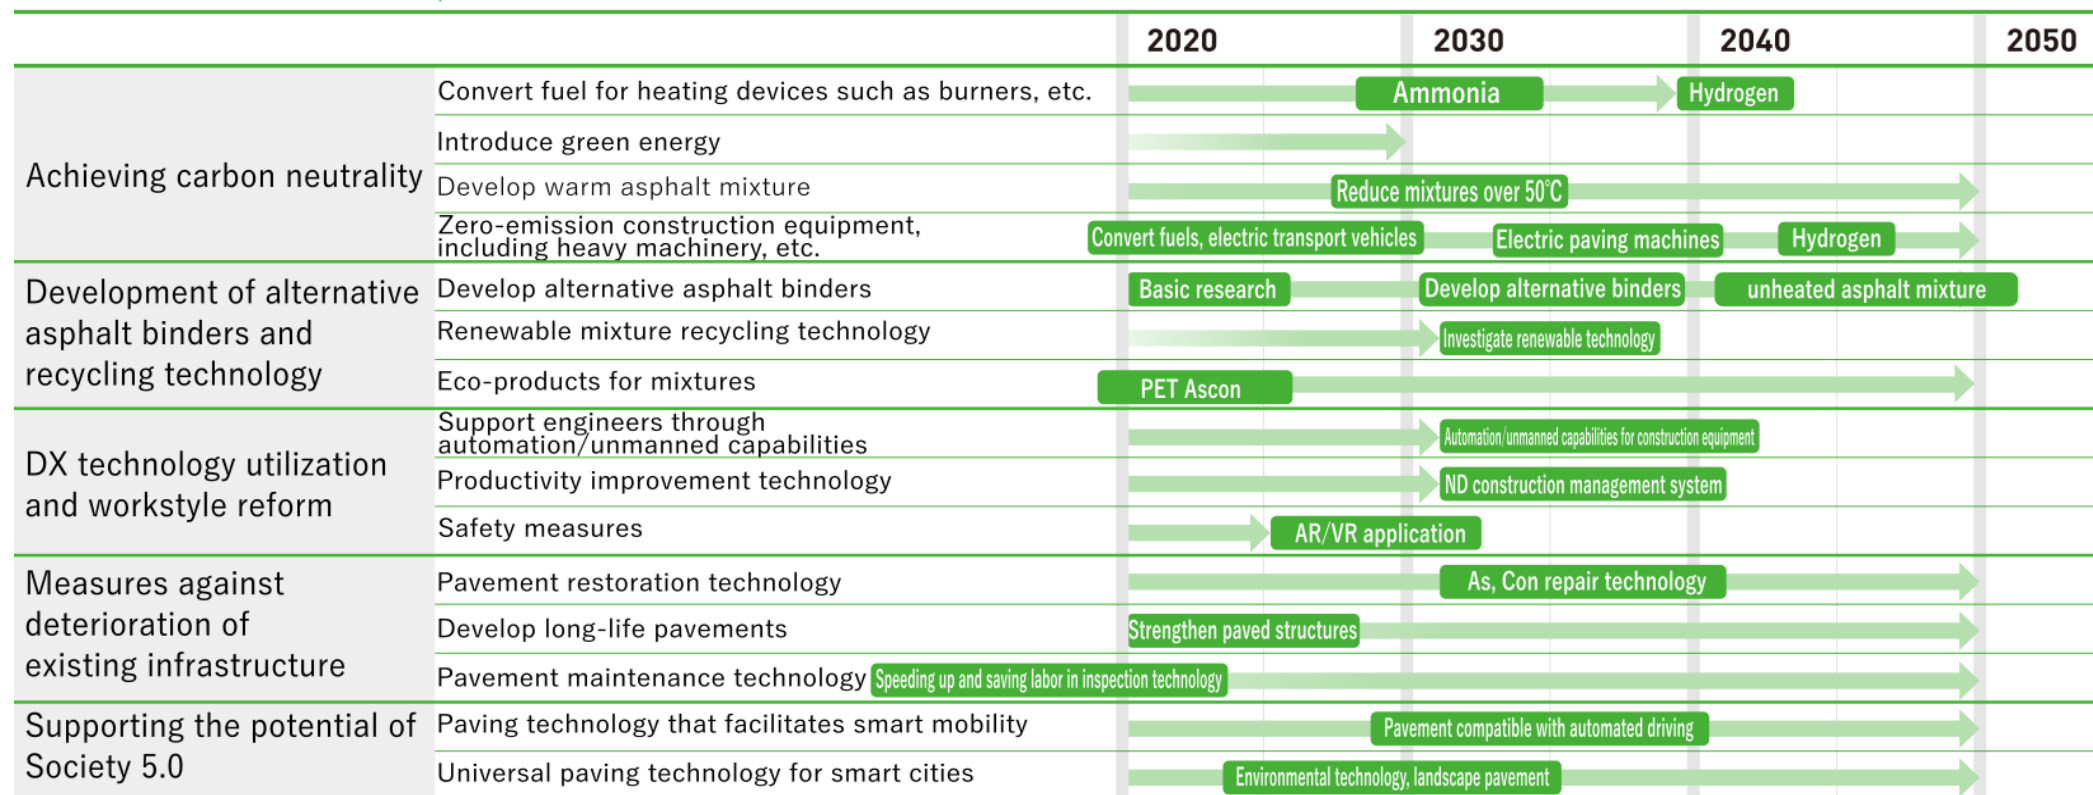 2020 2030 2040 2050
Achieving carbon neutrality
Convert fuel for heating devices such as burners, etc.
Ammonia
Hydrogen
Introduce green energy
Develop warm asphalt mixture
Reduce mixtures over 50°C
Zero-emission construction equipment,
including heavy machinery, etc.
Convert fuels, electric transport vehicles
Electric paving machines
Hydrogen
Development of alternative
asphalt binders and
recycling technology
Develop alternative asphalt binders
Basic research
Develop alternative binders
unheated asphalt mixture
Renewable mixture recycling technology
Investigate renewable technology
Eco-products for mixtures
PET Ascon
DX technology utilization
and workstyle reform
Support engineers through
automation/unmanned capabilities
Automation/unmanned capabilities for construction equipment
Productivity improvement technology
ND construction management system
Safety measures
AR/VR application
Measures against
deterioration of
existing infrastructure
Pavement restoration technology
As, Con repair technology
Develop long-life pavements
Strengthen paved structures
Pavement maintenance technology
Speeding up and saving labor in inspection technology
Supporting the potential of
Society 5.0
Paving technology that facilitates smart mobility
Pavement compatible with automated driving
Universal paving technology for smart cities
Environmental technology, landscape pavement